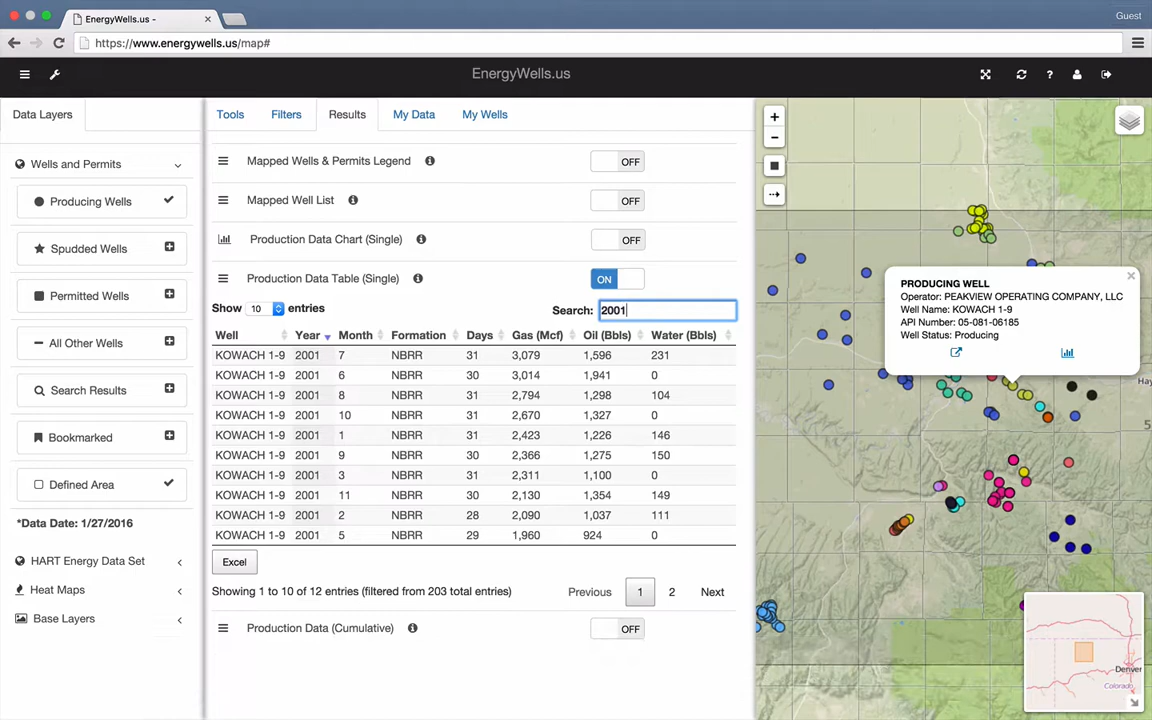 EnergyWells.us -
Guest
https://www.energywells.us/map#
EnergyWells.us
Data Layers
Wells and Permits
Producing Wells
Spudded Wells
Permitted Wells
All Other Wells
Search Results
Bookmarked
Defined Area
*Data Date: 1/27/2016
HART Energy Data Set
Heat Maps
Base Layers
Tools Filters Results My Data My Wells
Mapped Wells & Permits Legend OFF
Mapped Well List OFF
Production Data Chart (Single) OFF
Production Data Table (Single) ON
Show 10 entries Search: 2001
Well Year Month Formation Days Gas (Mcf) Oil (Bbls) Water (Bbls)
KOWACH 1-9 2001 7 NBRR 31 3,079 1,596 231
KOWACH 1-9 2001 6 NBRR 30 3,014 1,941 0
KOWACH 1-9 2001 8 NBRR 31 2,794 1,298 104
KOWACH 1-9 2001 10 NBRR 31 2,670 1,327 0
KOWACH 1-9 2001 1 NBRR 31 2,423 1,226 146
KOWACH 1-9 2001 9 NBRR 30 2,366 1,275 150
KOWACH 1-9 2001 3 NBRR 31 2,311 1,100 0
KOWACH 1-9 2001 11 NBRR 30 2,130 1,354 149
KOWACH 1-9 2001 2 NBRR 28 2,090 1,037 111
KOWACH 1-9 2001 5 NBRR 29 1,960 924 0
Excel
Showing 1 to 10 of 12 entries (filtered from 203 total entries) Previous 1 2 Next
Production Data (Cumulative) OFF
PRODUCING WELL
Operator: PEAKVIEW OPERATING COMPANY, LLC
Well Name: KOWACH 1-9
API Number: 05-081-06185
Well Status: Producing
Hay
5
Denver
Colorado